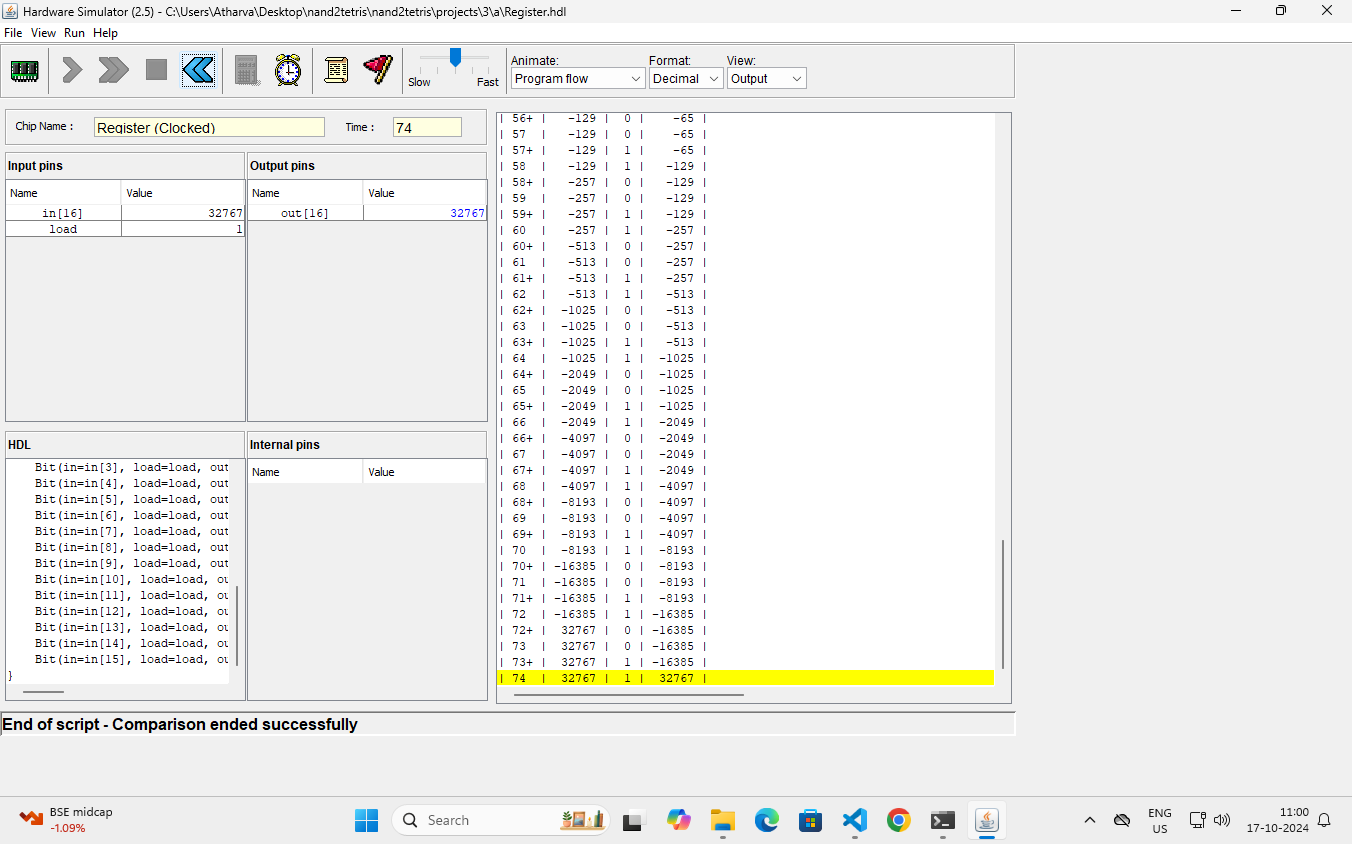 Hardware Simulator (2.5) - C:\Users\Atharva\Desktop\nand2tetris\nand2tetris\projects\3\a\Register.hdl
File View Run Help
Slow Fast
Animate: Format: View:
Program flow Decimal Output
Chip Name : Register (Clocked) Time : 74
Input pins
Name Value
in[16] 32767
load 1
Output pins
Name Value
out[16] 32767
HDL
Bit(in=in[3], load=load, out
Bit(in=in[4], load=load, out
Bit(in=in[5], load=load, out
Bit(in=in[6], load=load, out
Bit(in=in[7], load=load, out
Bit(in=in[8], load=load, out
Bit(in=in[9], load=load, out
Bit(in=in[10], load=load, ou
Bit(in=in[11], load=load, ou
Bit(in=in[12], load=load, ou
Bit(in=in[13], load=load, ou
Bit(in=in[14], load=load, ou
Bit(in=in[15], load=load, ou
}
Internal pins
Name Value
| 56+ | -129 | 0 | -65 |
| 57 | -129 | 0 | -65 |
| 57+ | -129 | 1 | -65 |
| 58 | -129 | 1 | -129 |
| 58+ | -257 | 0 | -129 |
| 59 | -257 | 0 | -129 |
| 59+ | -257 | 1 | -129 |
| 60 | -257 | 1 | -257 |
| 60+ | -513 | 0 | -257 |
| 61 | -513 | 0 | -257 |
| 61+ | -513 | 1 | -257 |
| 62 | -513 | 1 | -513 |
| 62+ | -1025 | 0 | -513 |
| 63 | -1025 | 0 | -513 |
| 63+ | -1025 | 1 | -513 |
| 64 | -1025 | 1 | -1025 |
| 64+ | -2049 | 0 | -1025 |
| 65 | -2049 | 0 | -1025 |
| 65+ | -2049 | 1 | -1025 |
| 66 | -2049 | 1 | -2049 |
| 66+ | -4097 | 0 | -2049 |
| 67 | -4097 | 0 | -2049 |
| 67+ | -4097 | 1 | -2049 |
| 68 | -4097 | 1 | -4097 |
| 68+ | -8193 | 0 | -4097 |
| 69 | -8193 | 0 | -4097 |
| 69+ | -8193 | 1 | -4097 |
| 70 | -8193 | 1 | -8193 |
| 70+ | -16385 | 0 | -8193 |
| 71 | -16385 | 0 | -8193 |
| 71+ | -16385 | 1 | -8193 |
| 72 | -16385 | 1 | -16385 |
| 72+ | 32767 | 0 | -16385 |
| 73 | 32767 | 0 | -16385 |
| 73+ | 32767 | 1 | -16385 |
| 74 | 32767 | 1 | 32767 |
End of script - Comparison ended successfully
BSE midcap
-1.09%
Search
ENG
US
11:00
17-10-2024